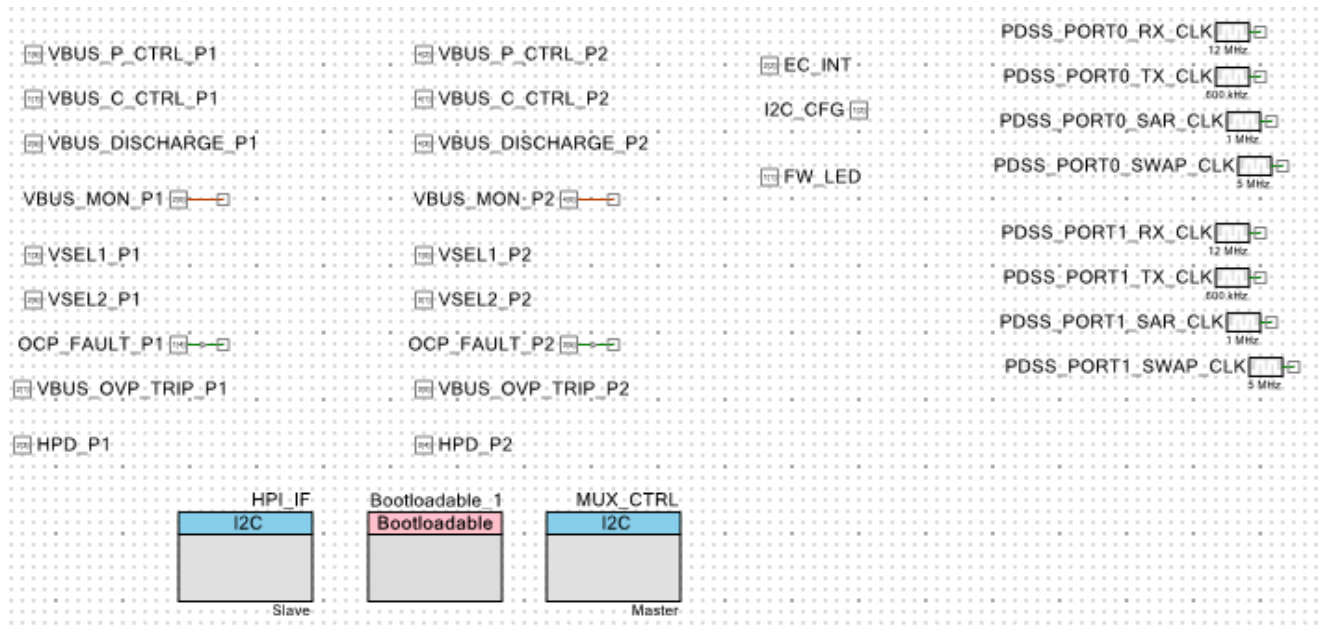 VBUS_P_CTRL_P1
VBUS_C_CTRL_P1
VBUS_DISCHARGE_P1
VBUS_MON_P1
VSEL1_P1
VSEL2_P1
OCP_FAULT_P1
VBUS_OVP_TRIP_P1
HPD_P1
VBUS_P_CTRL_P2
VBUS_C_CTRL_P2
VBUS_DISCHARGE_P2
VBUS_MON_P2
VSEL1_P2
VSEL2_P2
OCP_FAULT_P2
VBUS_OVP_TRIP_P2
HPD_P2
EC_INT
I2C_CFG
FW_LED
PDSS_PORT0_RX_CLK
12 MHz
PDSS_PORT0_TX_CLK
600 kHz
PDSS_PORT0_SAR_CLK
1 MHz
PDSS_PORT0_SWAP_CLK
5 MHz
PDSS_PORT1_RX_CLK
12 MHz
PDSS_PORT1_TX_CLK
600 kHz
PDSS_PORT1_SAR_CLK
1 MHz
PDSS_PORT1_SWAP_CLK
5 MHz
HPI_IF
I2C
Slave
Bootloadable_1
Bootloadable
MUX_CTRL
I2C
Master